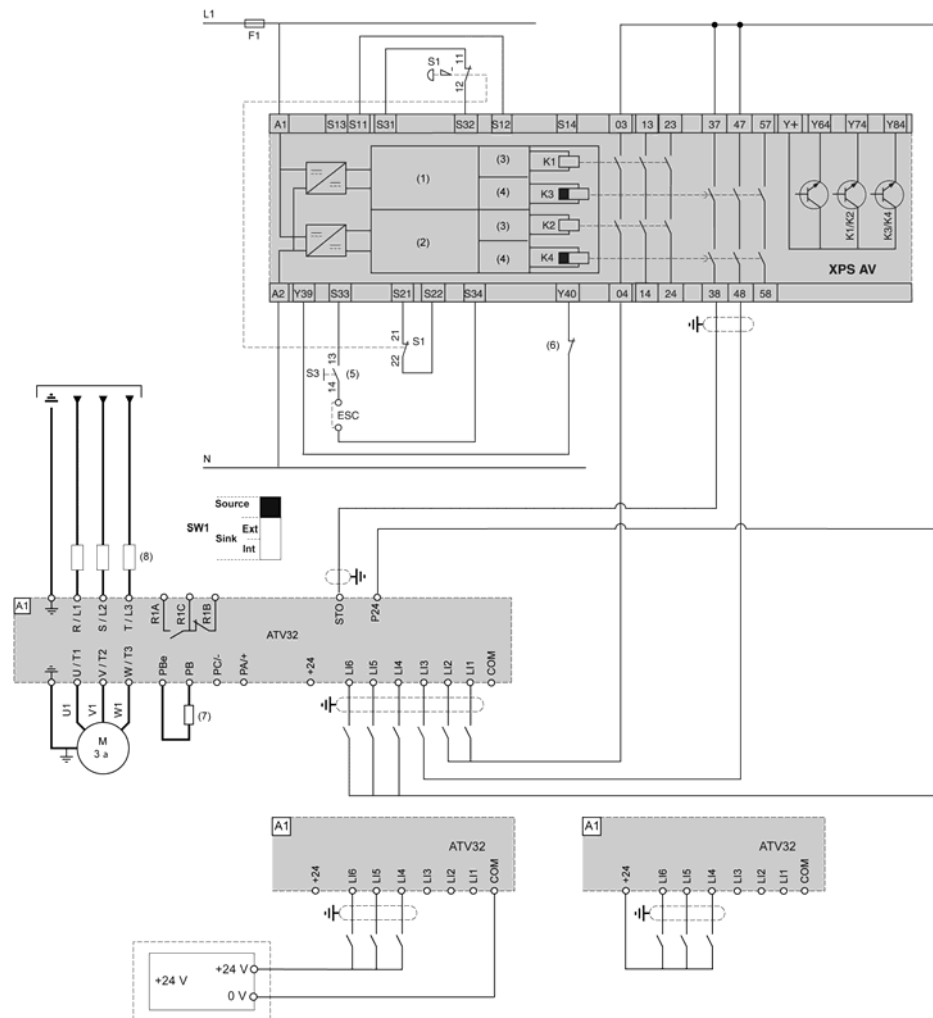 L1
F1
S1
11
12
A1 S13 S11 S31 S32 S12 S14 03 13 23 37 47 57 Y+ Y64 Y74 Y84
(1) (3) K1
(4) K3
(2) (3) K2
(4) K4
K1/K2
K3/K4
XPS AV
A2 Y39 S33 S21 S22 S34 Y40 04 14 24 38 48 58
21
22
S1
13
14
S3
(5)
(6)
ESC
N
Source
SW1
Sink
Ext
Int
(8)
A1
R / L1
S / L2
T / L3
R1A
R1C
R1B
STO
P24
ATV32
U / T1
V / T2
W / T3
PBe
PB
PC/-
PA/+
+24
LI6
LI5
LI4
LI3
LI2
LI1
COM
U1
V1
W1
(7)
M
3 a
A1
ATV32
+24
LI6
LI5
LI4
LI3
LI2
LI1
COM
A1
ATV32
+24
LI6
LI5
LI4
LI3
LI2
LI1
COM
+24 V
+24 V
0 V